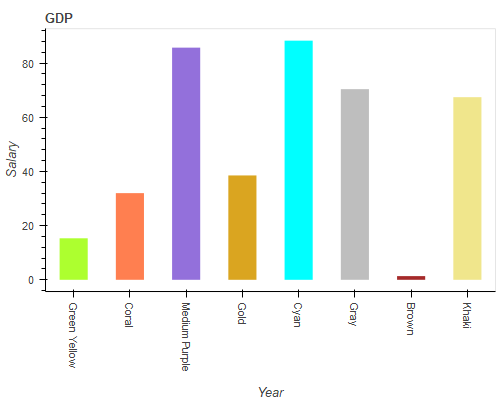 GDP
Salary
80
60
40
20
0
Green Yellow
Coral
Medium Purple
Gold
Cyan
Gray
Brown
Khaki
Year